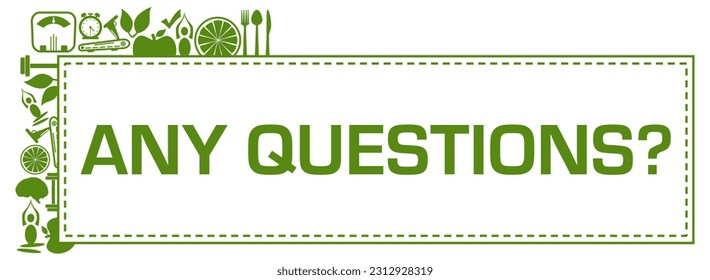 ANY QUESTIONS?
shutterstock.com · 2312928319